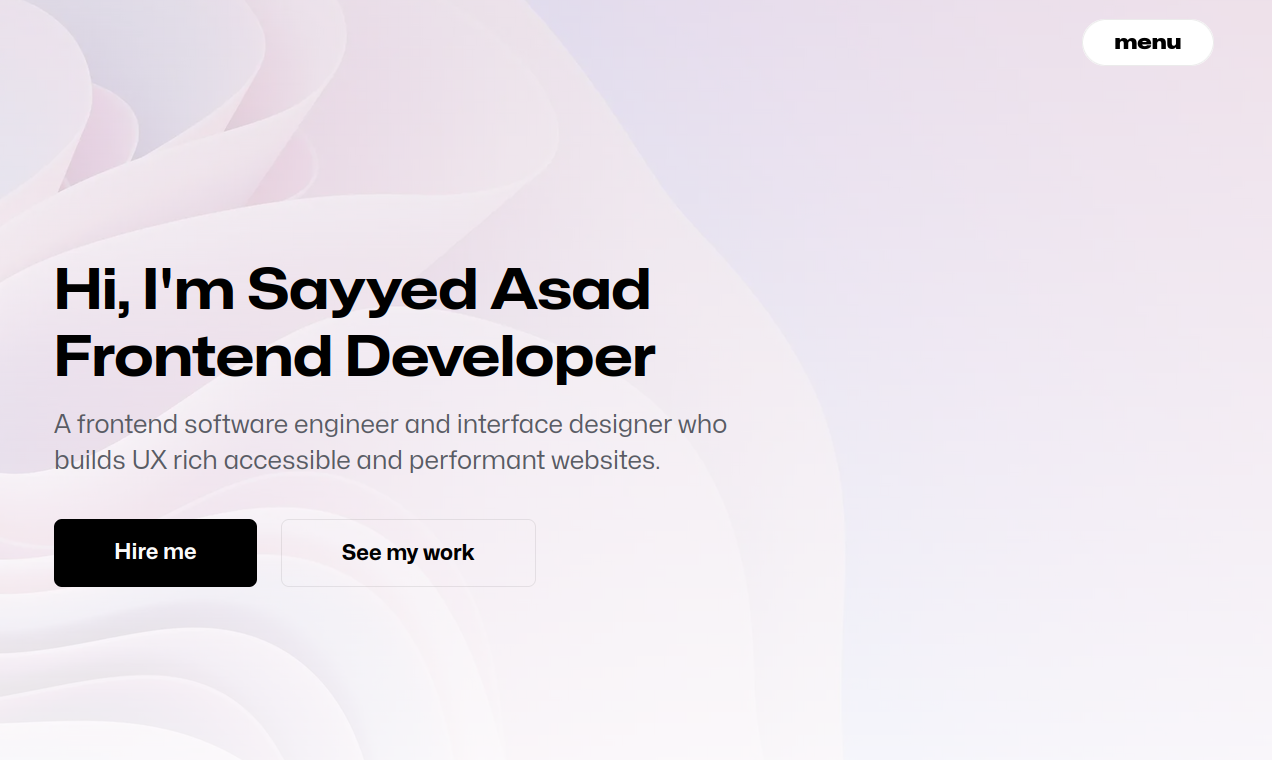 menu
Hi, I'm Sayyed Asad
Frontend Developer
A frontend software engineer and interface designer who
builds UX rich accessible and performant websites.
Hire me
See my work